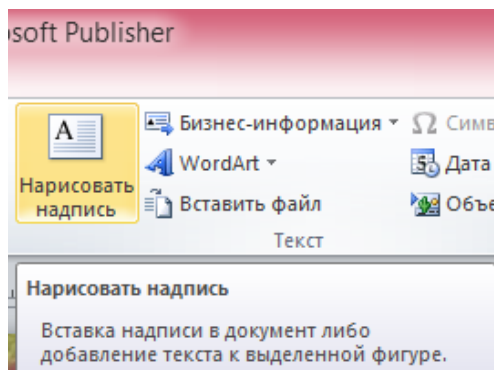 soft Publisher
Бизнес-информация
WordArt
Дата
Нарисовать
надпись
Вставить файл
Текст
Нарисовать надпись
Вставка надписи в документ либо
добавление текста к выделенной фигуре.